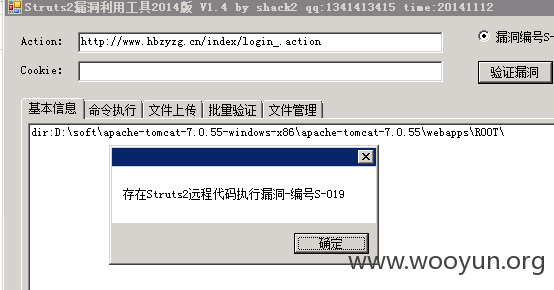 Struts2漏洞利用工具2014版 V1.4 by shack2 qq:1341413415 time:20141112
Action: http://www.hbzyzg.cn/index/login_.action 漏洞编号S-
Cookie: 验证漏洞
基本信息 命令执行 文件上传 批量验证 文件管理
dir:D:\soft\apache-tomcat-7.0.55-windows-x86\apache-tomcat-7.0.55\webapps\ROOT\
存在Struts2远程代码执行漏洞-编号S-019
确定
www.wooyun.org